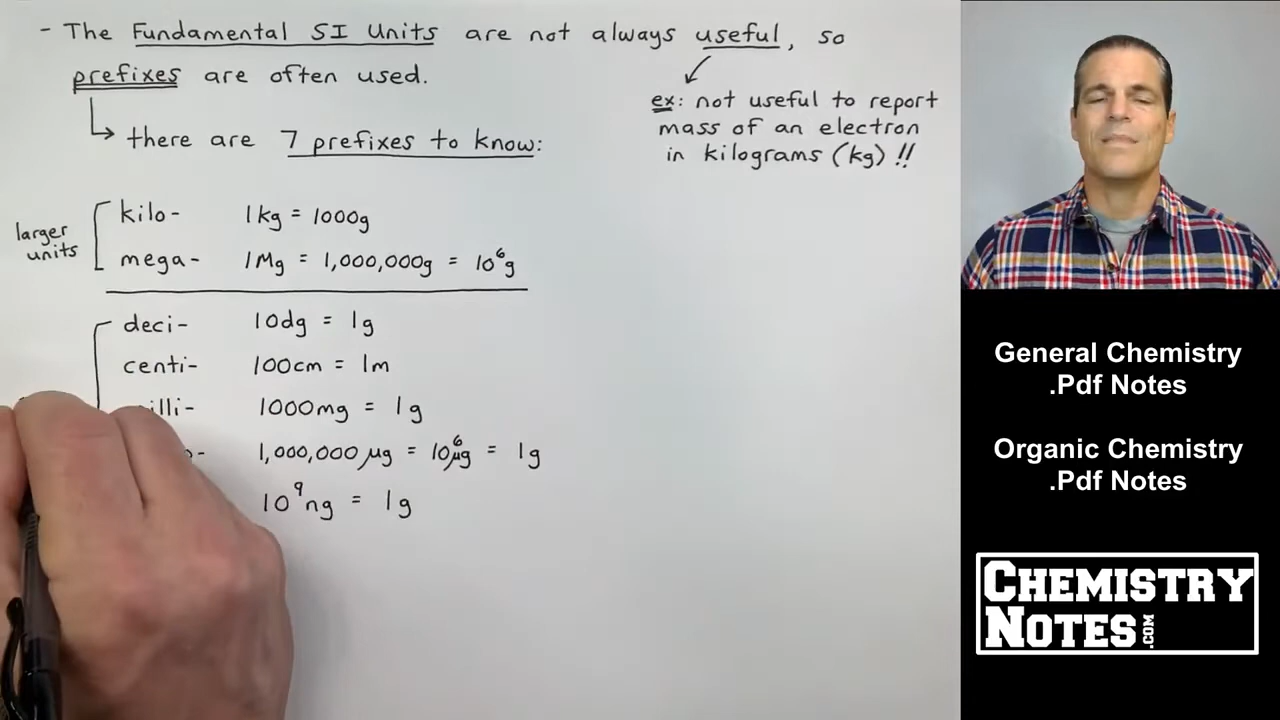 - The Fundamental SI Units are not always useful, so
prefixes are often used.
ex: not useful to report
mass of an electron
in kilograms (kg) !!
there are 7 prefixes to know:
larger
units
kilo- 1kg = 1000g
mega- 1Mg = 1,000,000g = 10⁶g
deci- 10dg = 1g
centi- 100cm = 1m
1000mg = 1g
1,000,000 μg = 10⁶μg = 1g
10⁹ng = 1g
General Chemistry
.Pdf Notes
Organic Chemistry
.Pdf Notes
CHEMISTRY
NOTES.COM